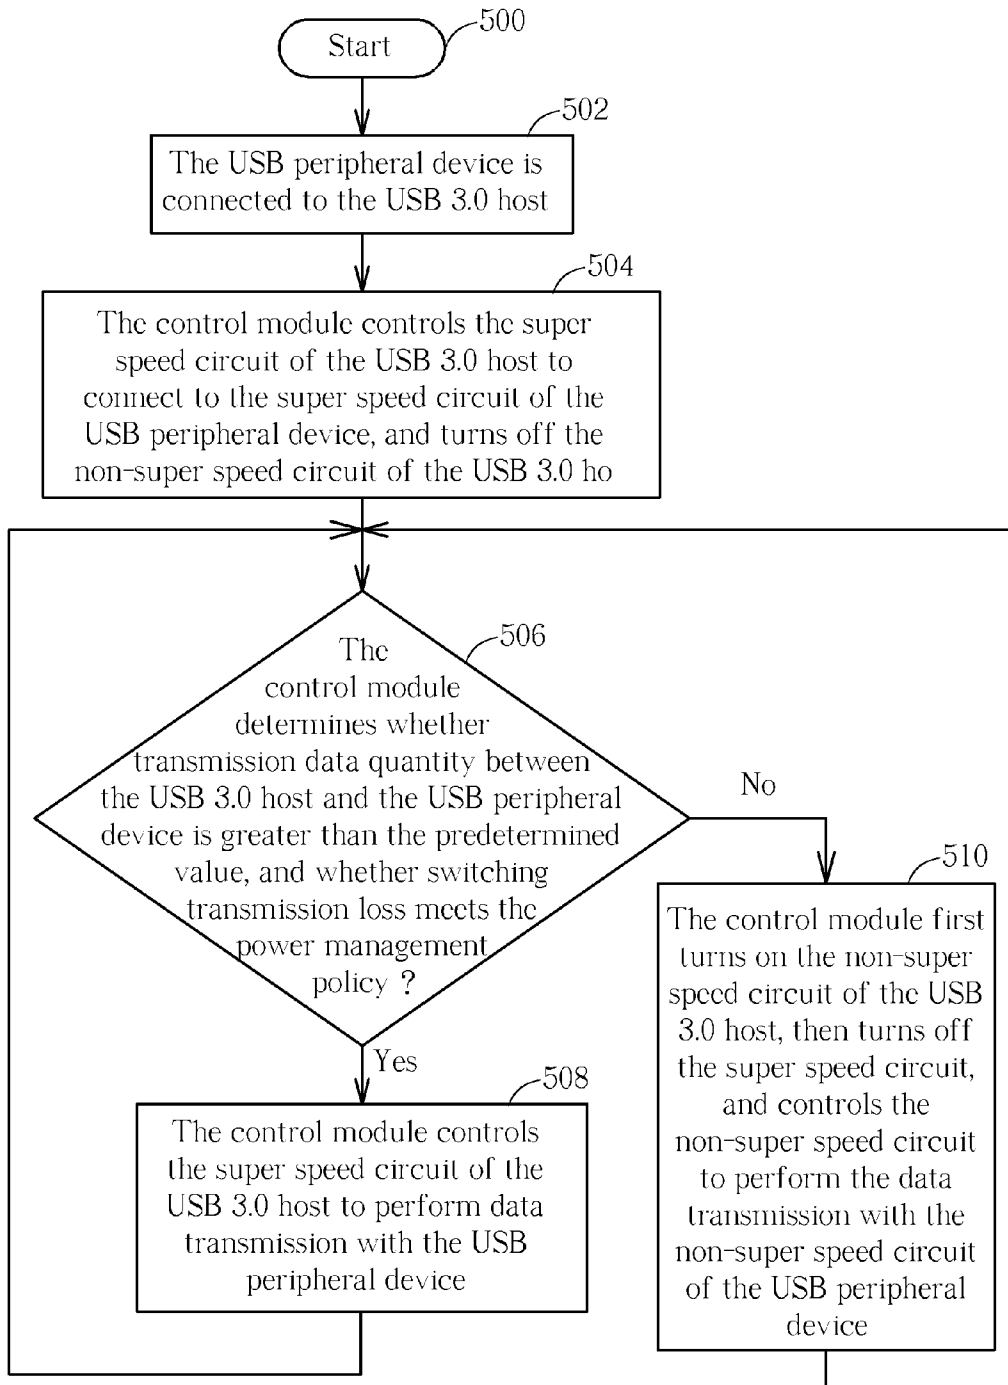 Start
500
502
The USB peripheral device is
connected to the USB 3.0 host
504
The control module controls the super
speed circuit of the USB 3.0 host to
connect to the super speed circuit of the
USB peripheral device, and turns off the
non-super speed circuit of the USB 3.0 ho
506
The
control module
determines whether
transmission data quantity between
the USB 3.0 host and the USB peripheral
device is greater than the predetermined
value, and whether switching
transmission loss meets the
power management
policy ?
No
Yes
508
The control module controls
the super speed circuit of the
USB 3.0 host to perform data
transmission with the USB
peripheral device
510
The control module first
turns on the non-super
speed circuit of the USB
3.0 host, then turns off
the super speed circuit,
and controls the
non-super speed circuit
to perform the data
transmission with the
non-super speed circuit
of the USB peripheral
device